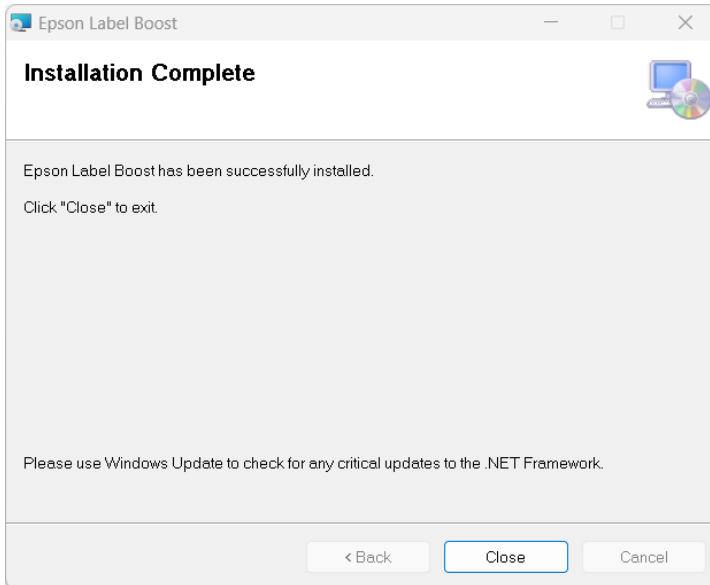 Epson Label Boost
Installation Complete
Epson Label Boost has been successfully installed.
Click "Close" to exit.
Please use Windows Update to check for any critical updates to the .NET Framework.
< Back
Close
Cancel